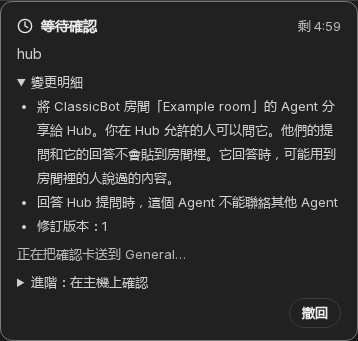 等待確認
剩 4:59
hub
▼ 變更明細
• 將 ClassicBot 房間「Example room」的 Agent 分
享給 Hub。你在 Hub 允許的人可以問它。他們的提
問和它的回答不會貼到房間裡。它回答時，可能用到
房間裡的人說過的內容。
• 回答 Hub 提問時，這個 Agent 不能聯絡其他 Agent
• 修訂版本：1
正在把確認卡送到 General…
▶ 進階：在主機上確認
撤回